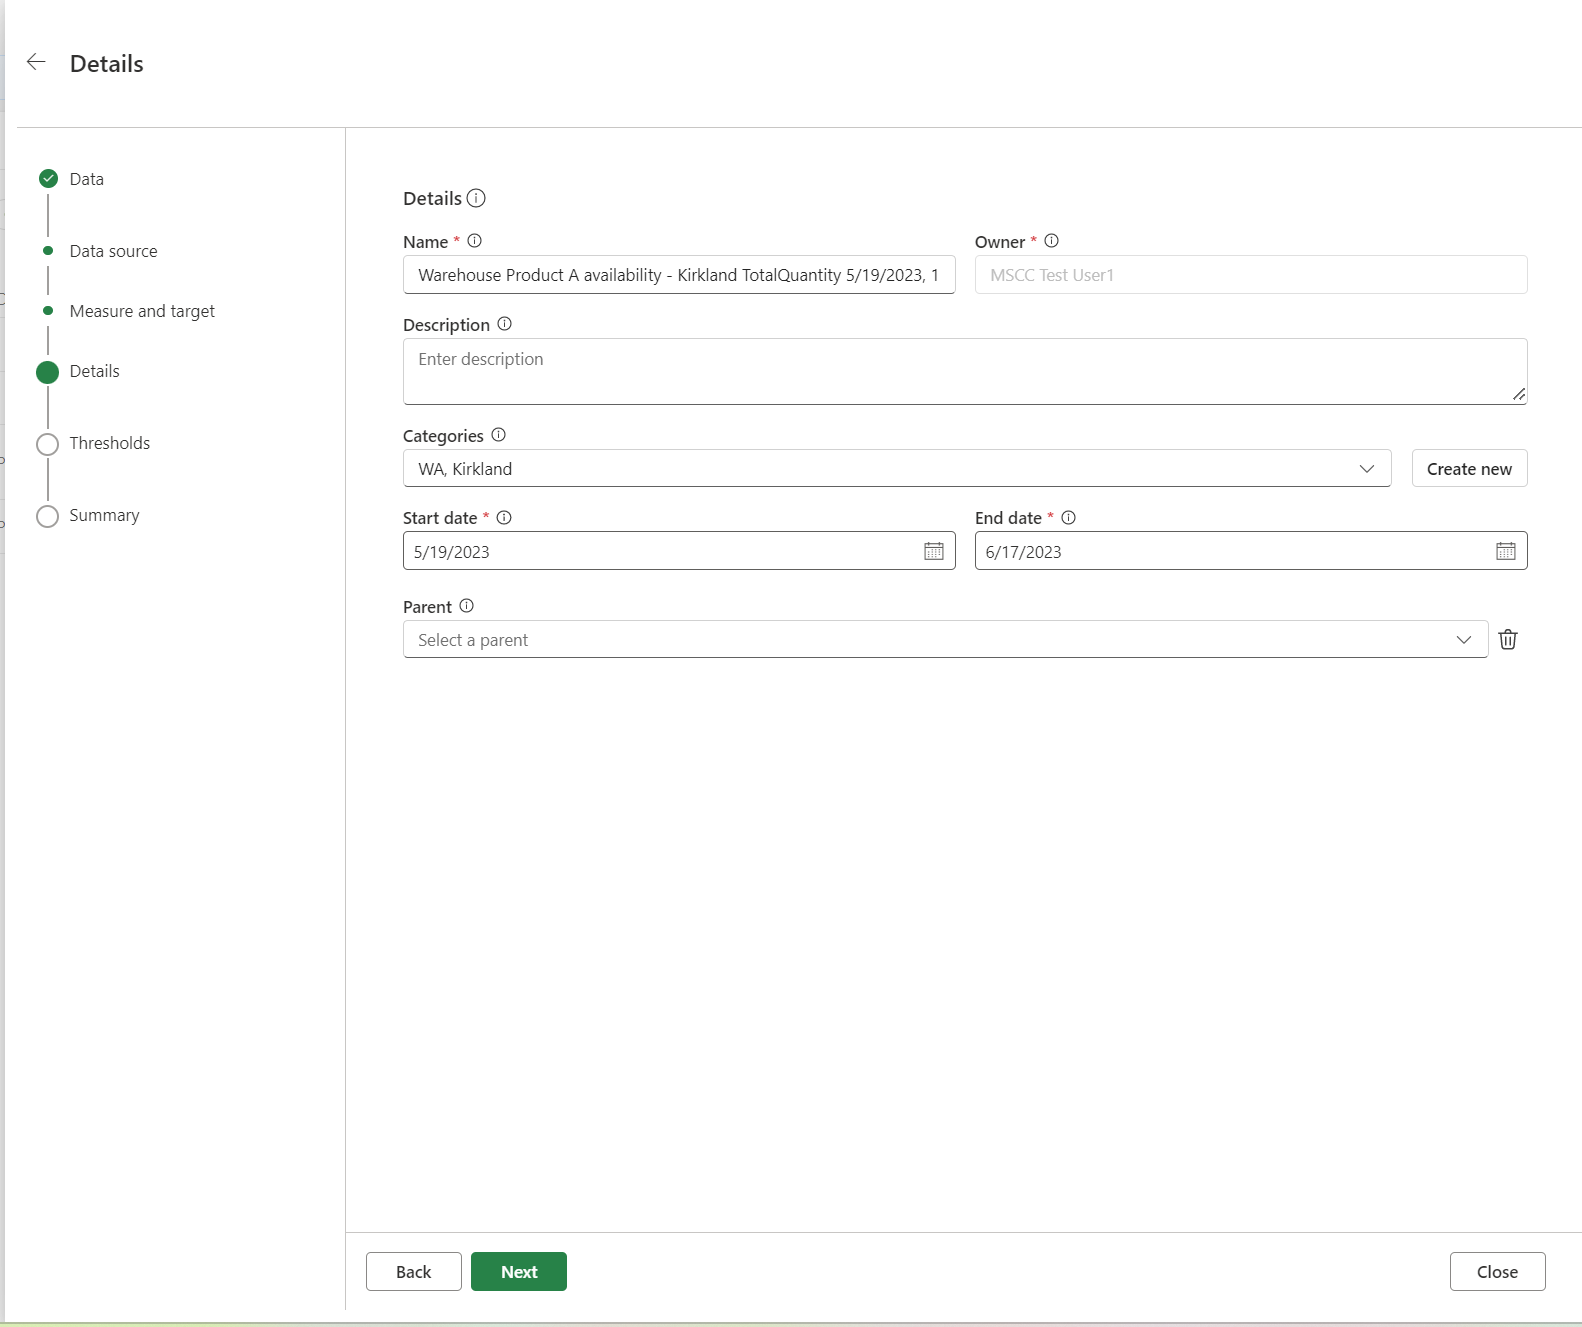 Details
Data
Data source
Measure and target
Details
Thresholds
Summary
Details
Name * Owner *
Warehouse Product A availability - Kirkland TotalQuantity 5/19/2023, 1 MSCC Test User1
Description
Enter description
Categories
WA, Kirkland Create new
Start date * End date *
5/19/2023 6/17/2023
Parent
Select a parent
Back Next Close